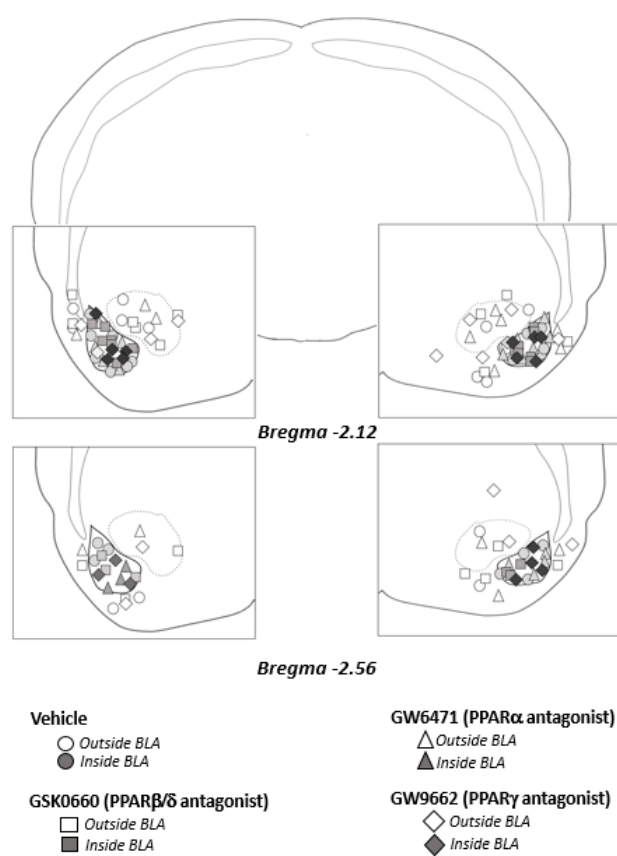 Bregma -2.12
Bregma -2.56
Vehicle
Outside BLA
Inside BLA
GSK0660 (PPARβ/δ antagonist)
Outside BLA
Inside BLA
GW6471 (PPARα antagonist)
Outside BLA
Inside BLA
GW9662 (PPARγ antagonist)
Outside BLA
Inside BLA